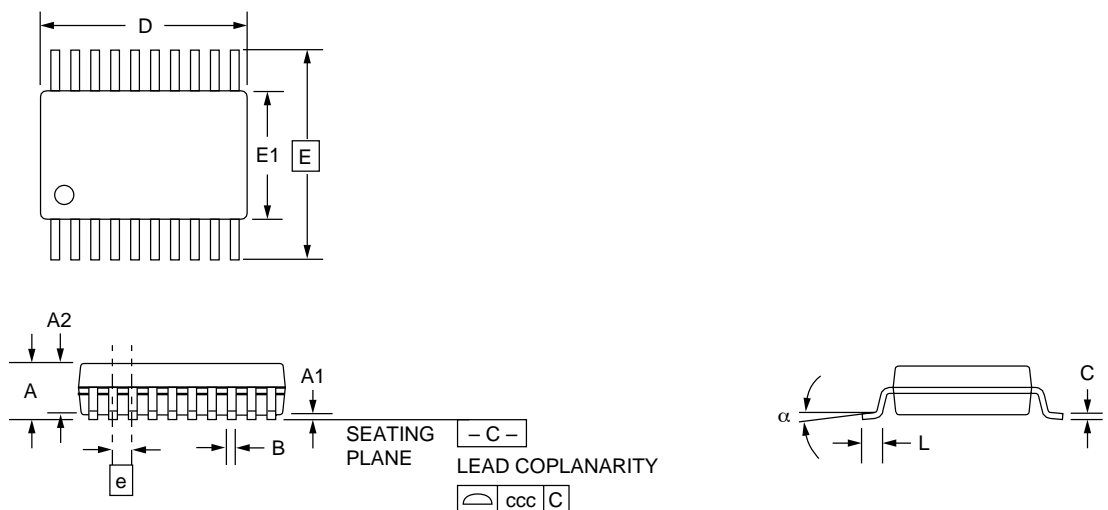 D
E1
E
A2
A
A1
B
e
SEATING
PLANE
– C –
LEAD COPLANARITY
ccc C
α
L
C